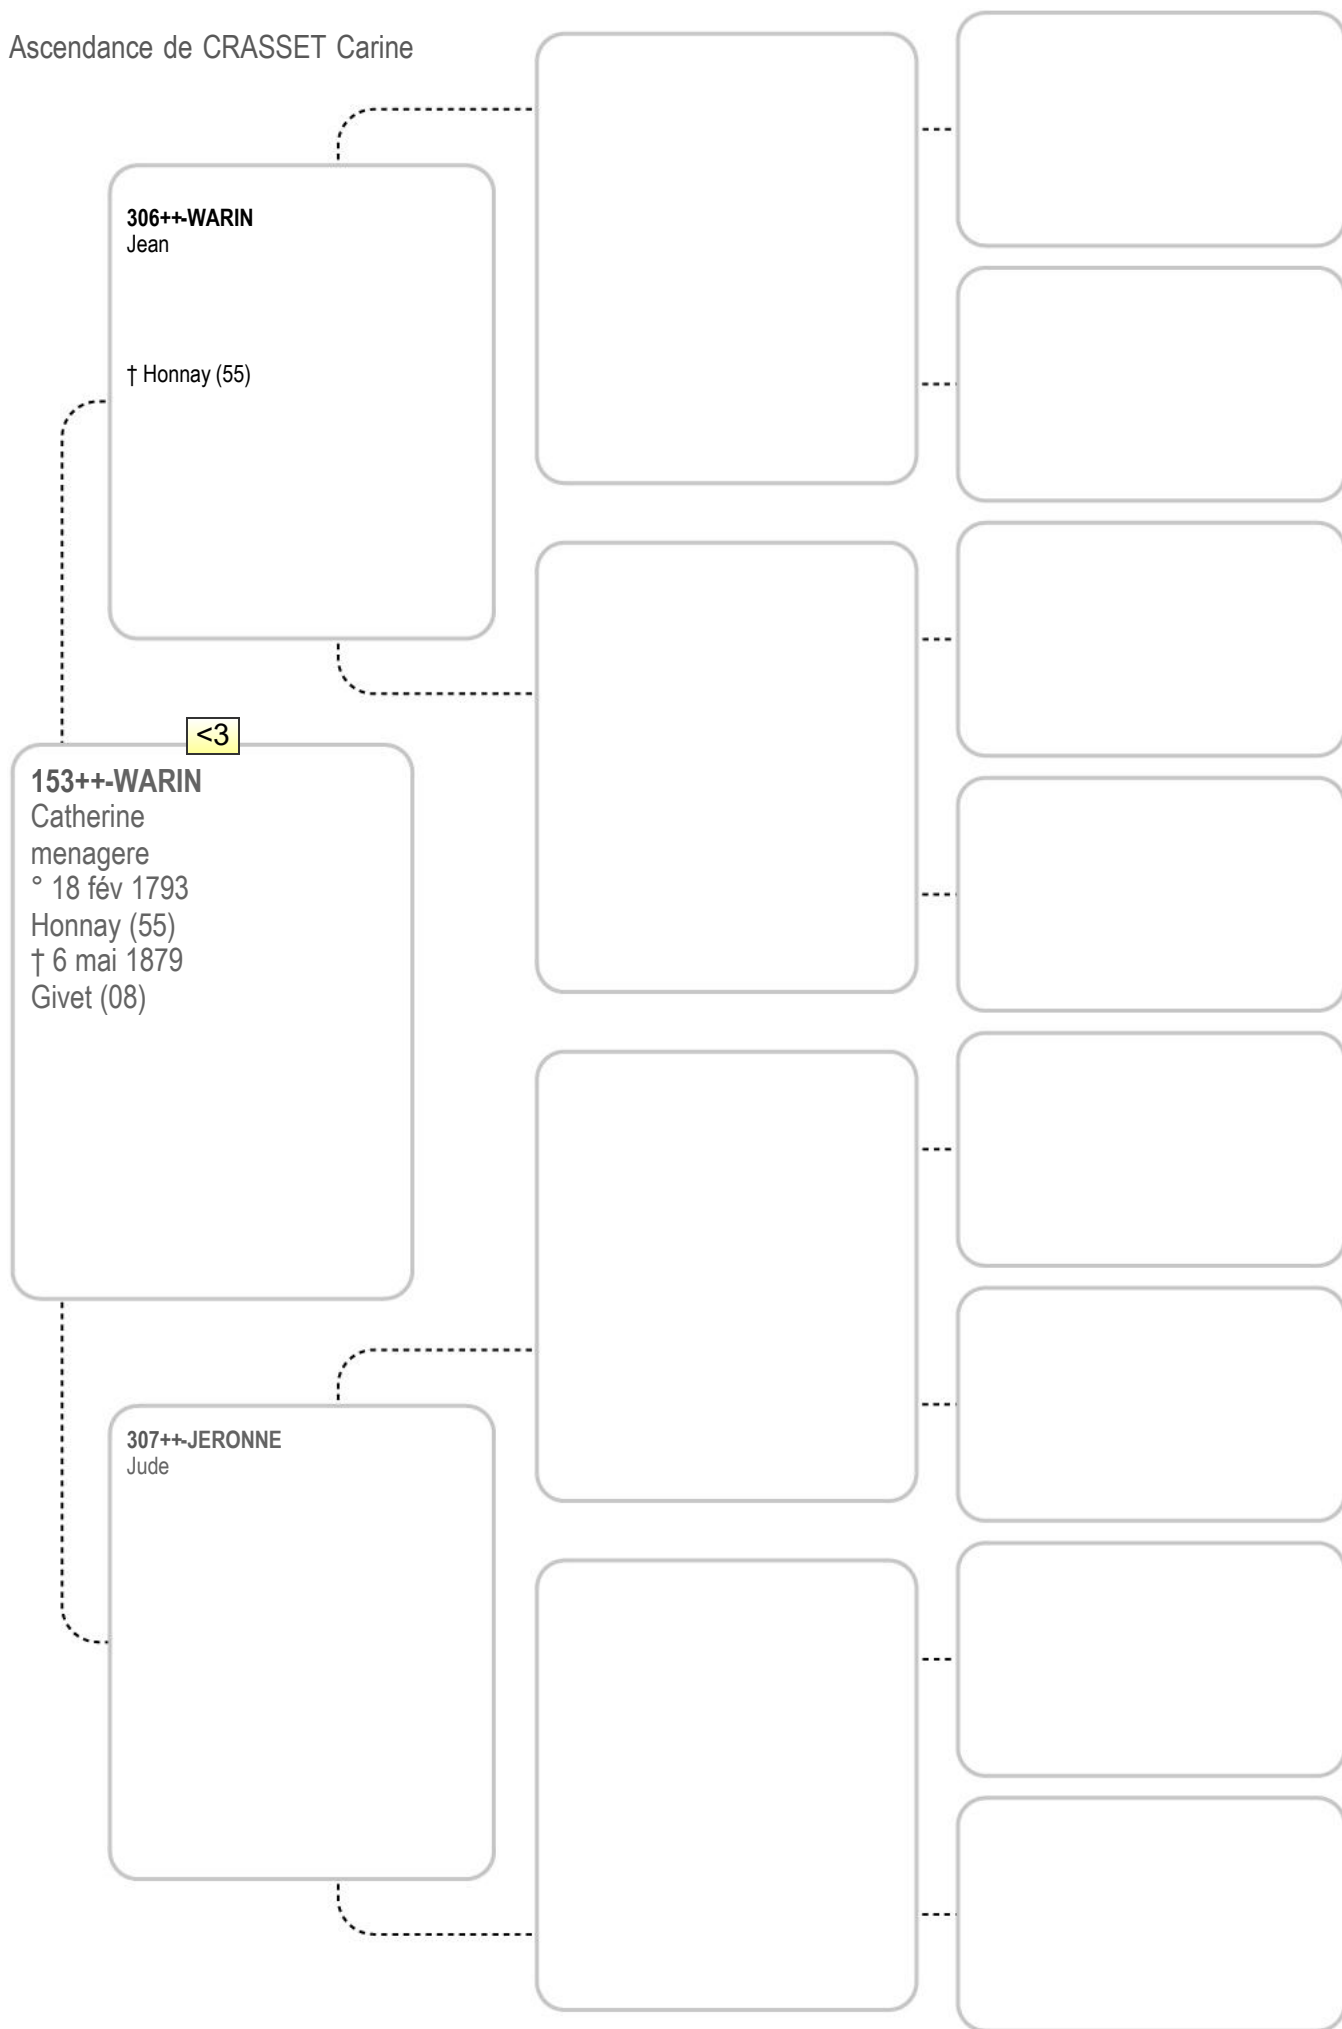 Ascendance de CRASSET Carine
306++-WARIN
Jean
† Honnay (55)
<3
153++-WARIN
Catherine
menagere
° 18 fév 1793
Honnay (55)
† 6 mai 1879
Givet (08)
307++-JERONNE
Jude